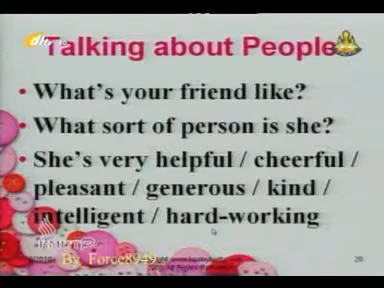 Talking about People
• What's your friend like?
• What sort of person is she?
• She's very helpful / cheerful /
pleasant / generous / kind /
intelligent / hard-working
By Force8949